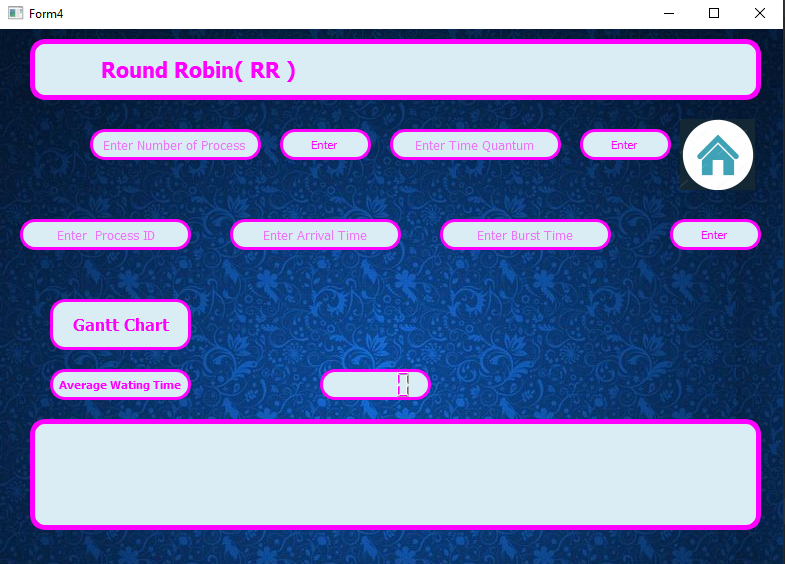 Form4
Round Robin( RR )
Enter Number of Process
Enter
Enter Time Quantum
Enter
Enter  Process ID
Enter Arrival Time
Enter Burst Time
Enter
Gantt Chart
Average Wating Time